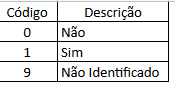 Código Descrição
0 Não
1 Sim
9 Não Identificado